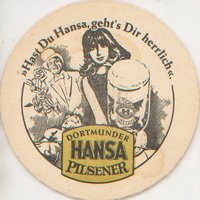 »Hast Du Hansa, geht's Dir herrlich«
DORTMUNDER
HANSA
PILSENER